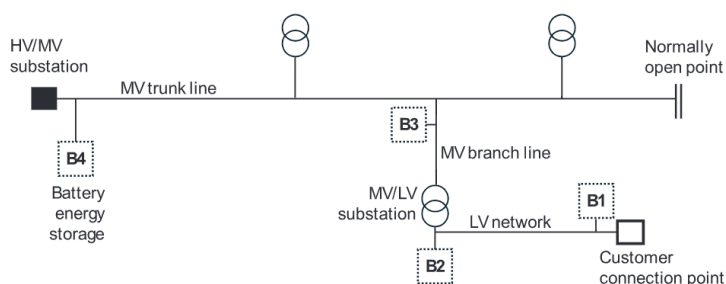 HV/MV
substation
Normally
open point
MV trunk line
B3
B4
MV branch line
Battery
energy
storage
MV/LV
substation
B1
LV network
B2
Customer
connection point